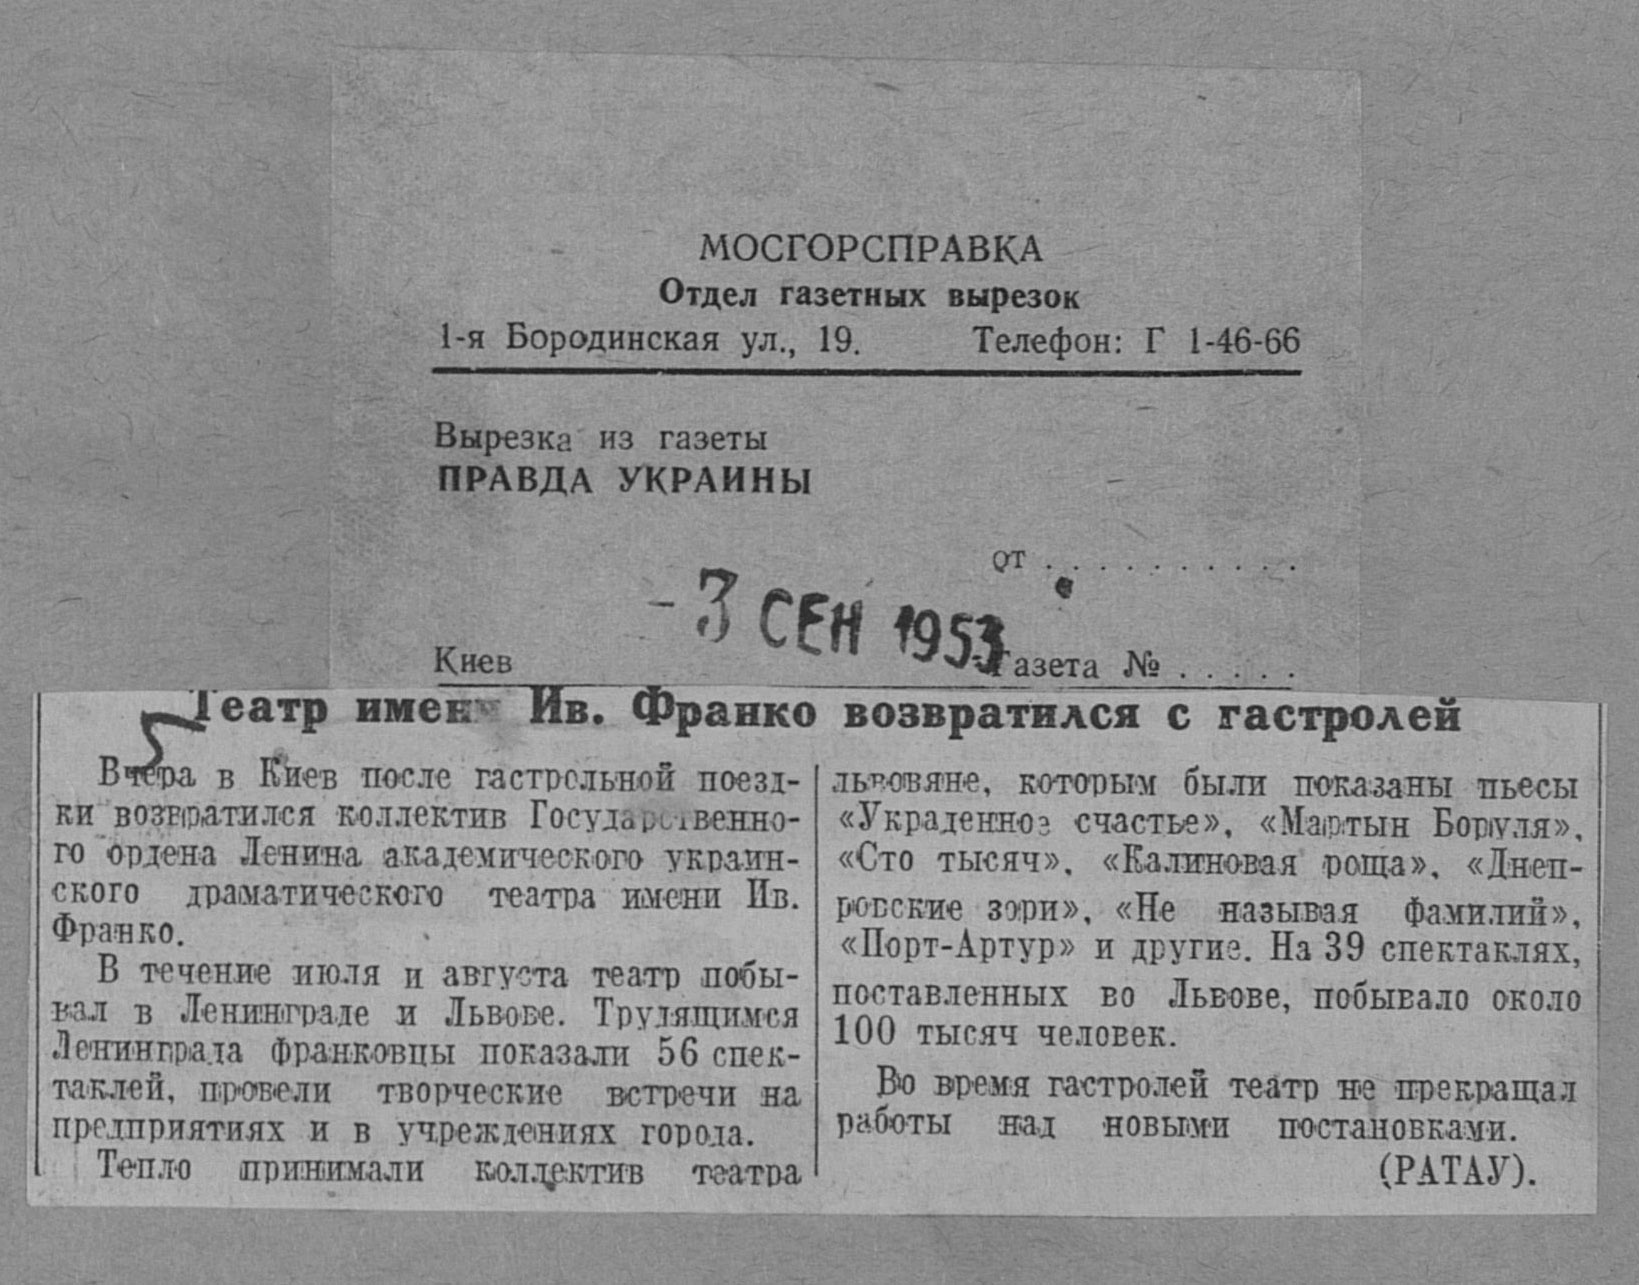 МОСГОРСПРАВКА
Отдел газетных вырезок
1-я Бородинская ул., 19. Телефон: Г 1-46-66
Вырезка из газеты
ПРАВДА УКРАИНЫ
от . . . . . . . . . .
- 3 СЕН 1953
Киев Газета № . . . . .
Театр имени Ив. Франко возвратился с гастролей
5
Вчера в Киев после гастрольной поезд-
ки возвратился коллектив Государственно-
го ордена Ленина академического украин-
ского драматического театра имени Ив.
Франко.
В течение июля и августа театр побы-
вал в Ленинграде и Львове. Трудящимся
Ленинграда франковцы показали 56 спек-
таклей, провели творческие встречи на
предприятиях и в учреждениях города.
Тепло принимали коллектив театра
львовяне, которым были показаны пьесы
«Украденное счастье», «Мартын Боруля»,
«Сто тысяч», «Калиновая роща», «Днеп-
ровские зори», «Не называя фамилий»,
«Порт-Артур» и другие. На 39 спектаклях,
поставленных во Львове, побывало около
100 тысяч человек.
Во время гастролей театр не прекращал
работы над новыми постановками.
(РАТАУ).